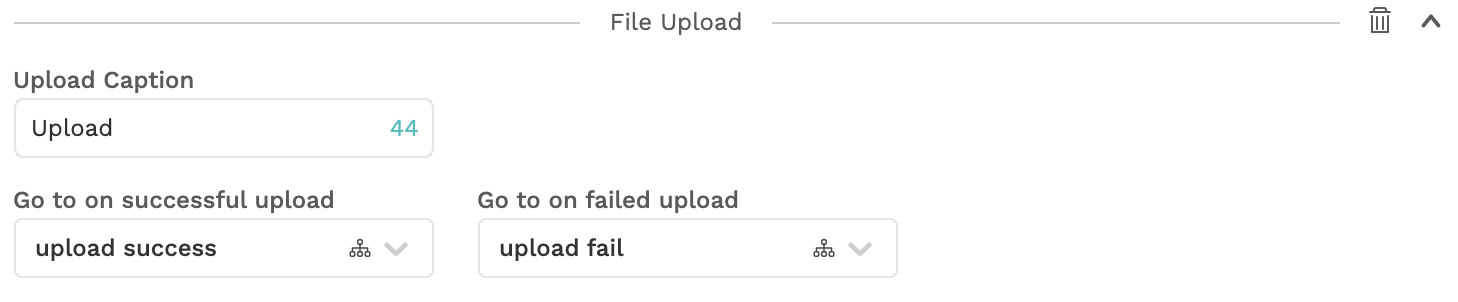 File Upload
Upload Caption
Upload 44
Go to on successful upload Go to on failed upload
upload success upload fail